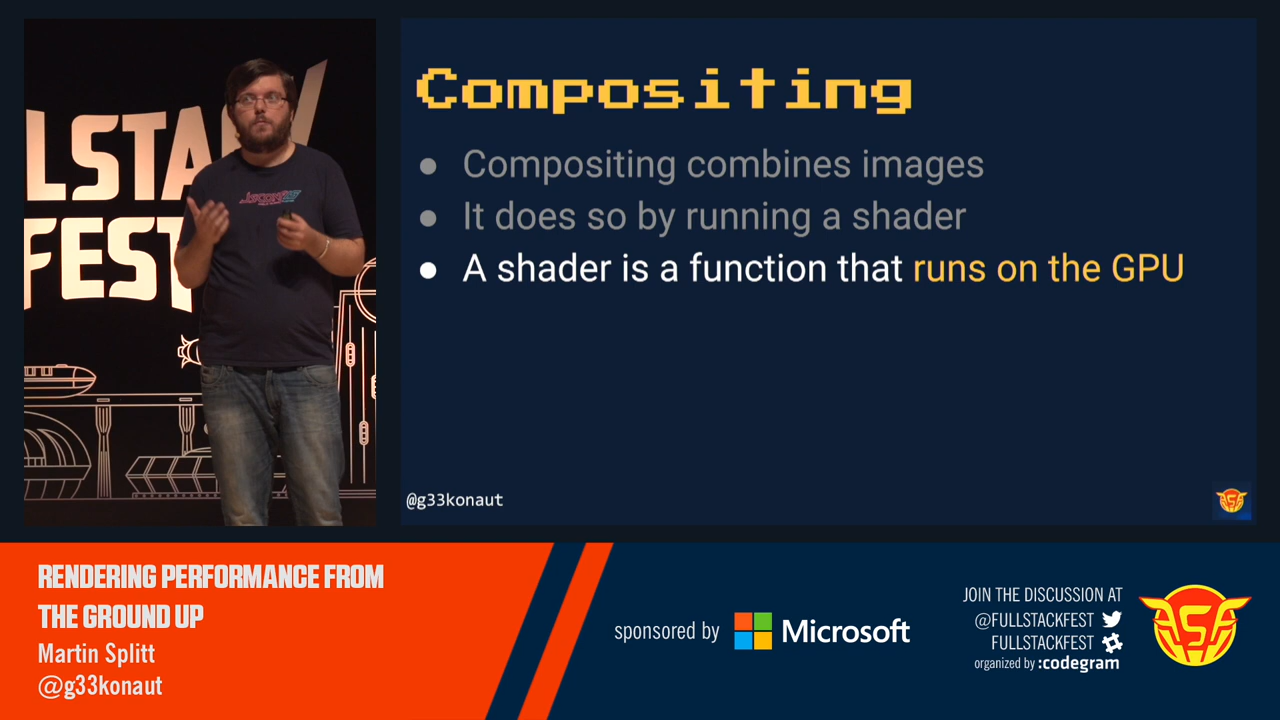 LSTA
FEST
Compositing
● Compositing combines images
● It does so by running a shader
● A shader is a function that runs on the GPU
@g33konaut
RENDERING PERFORMANCE FROM
THE GROUND UP
Martin Splitt
@g33konaut
sponsored by Microsoft
JOIN THE DISCUSSION AT
@FULLSTACKFEST
FULLSTACKFEST
organized by :codegram